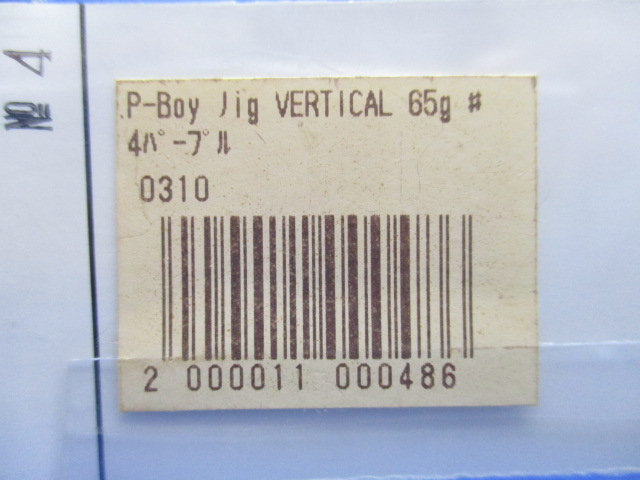 № 4
P-Boy Jig VERTICAL 65g #
4ﾊﾟｰﾌﾟﾙ
0310
2 000011 000486